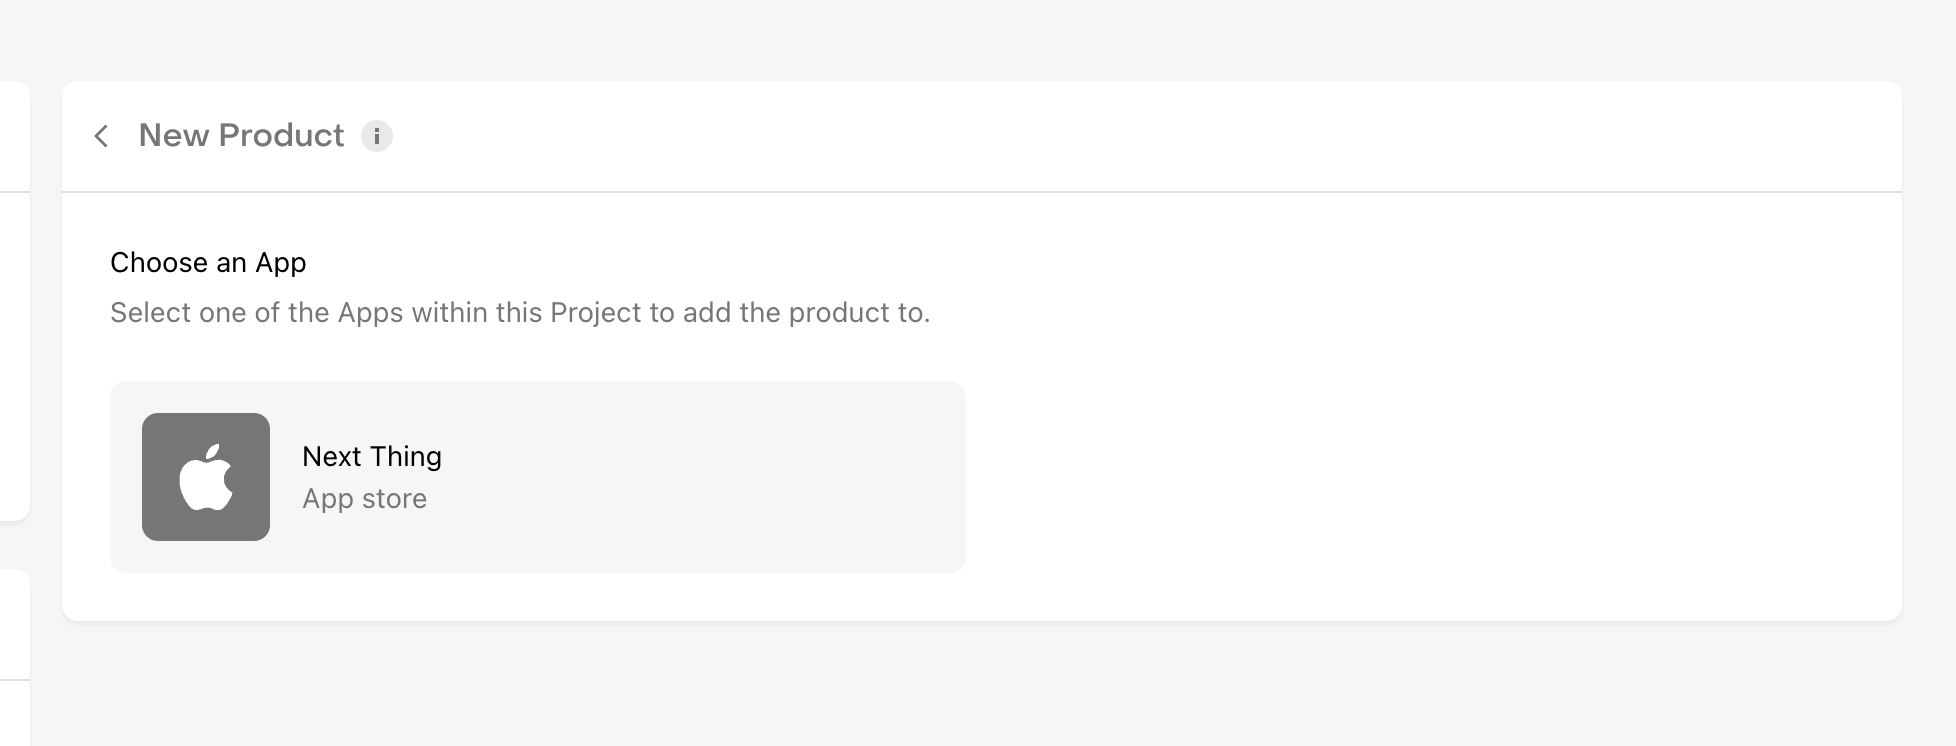 New Product
Choose an App
Select one of the Apps within this Project to add the product to.
Next Thing
App store